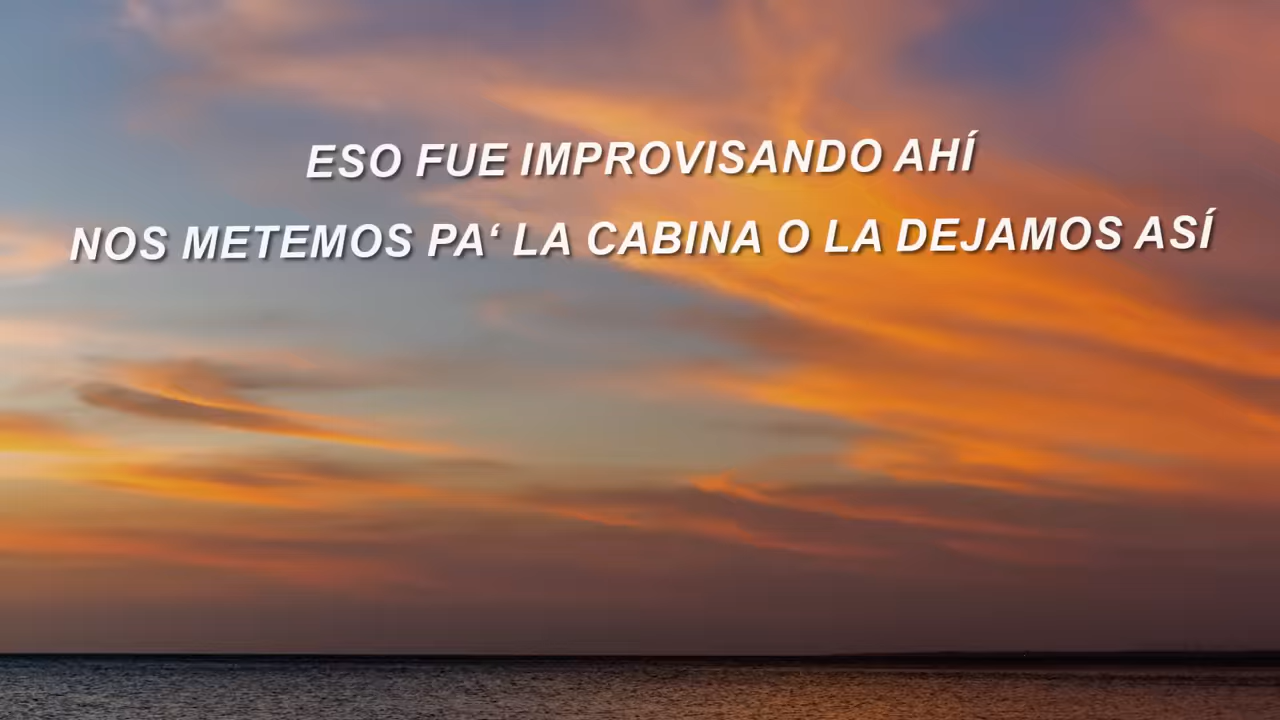 ESO FUE IMPROVISANDO AHÍ
NOS METEMOS PA‘ LA CABINA O LA DEJAMOS ASÍ